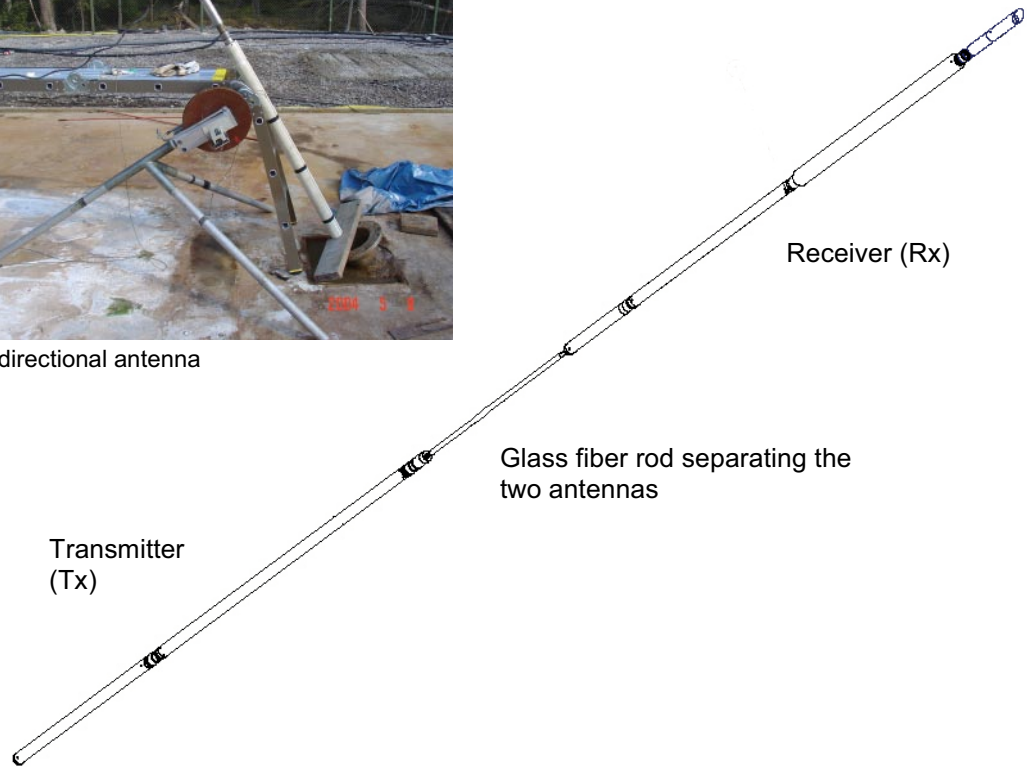 2004 5 8
directional antenna
Receiver (Rx)
Glass fiber rod separating the
two antennas
Transmitter
(Tx)